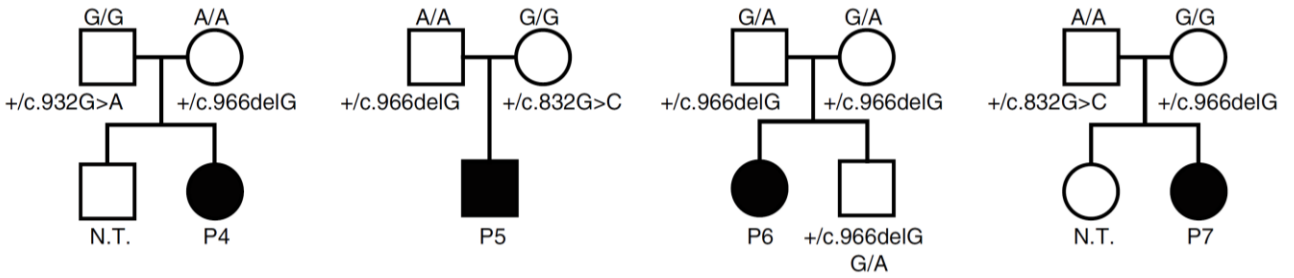 G/G A/A A/A G/G G/A G/A A/A G/G
+/c.932G>A +/c.966delG +/c.966delG +/c.832G>C +/c.966delG +/c.966delG +/c.832G>C +/c.966delG
N.T. P4 P5 P6 +/c.966delG N.T. P7
G/A